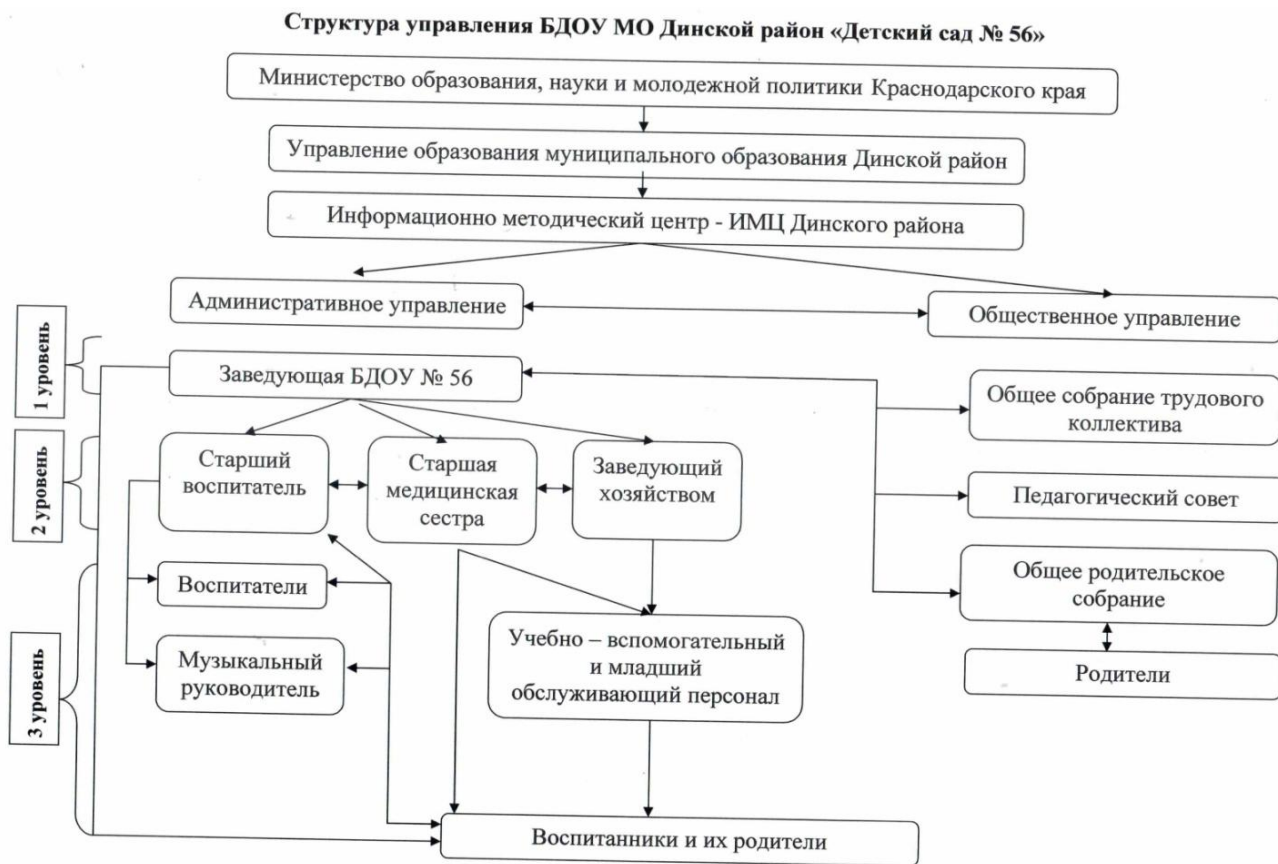 Структура управления БДОУ МО Динской район «Детский сад № 56»
Министерство образования, науки и молодежной политики Краснодарского края
Управление образования муниципального образования Динской район
Информационно методический центр - ИМЦ Динского района
Административное управление
Общественное управление
1 уровень
Заведующая БДОУ № 56
Общее собрание трудового
коллектива
2 уровень
Старший
воспитатель
Старшая
медицинская
сестра
Заведующий
хозяйством
Педагогический совет
3 уровень
Воспитатели
Общее родительское
собрание
Музыкальный
руководитель
Учебно – вспомогательный
и младший
обслуживающий персонал
Родители
Воспитанники и их родители